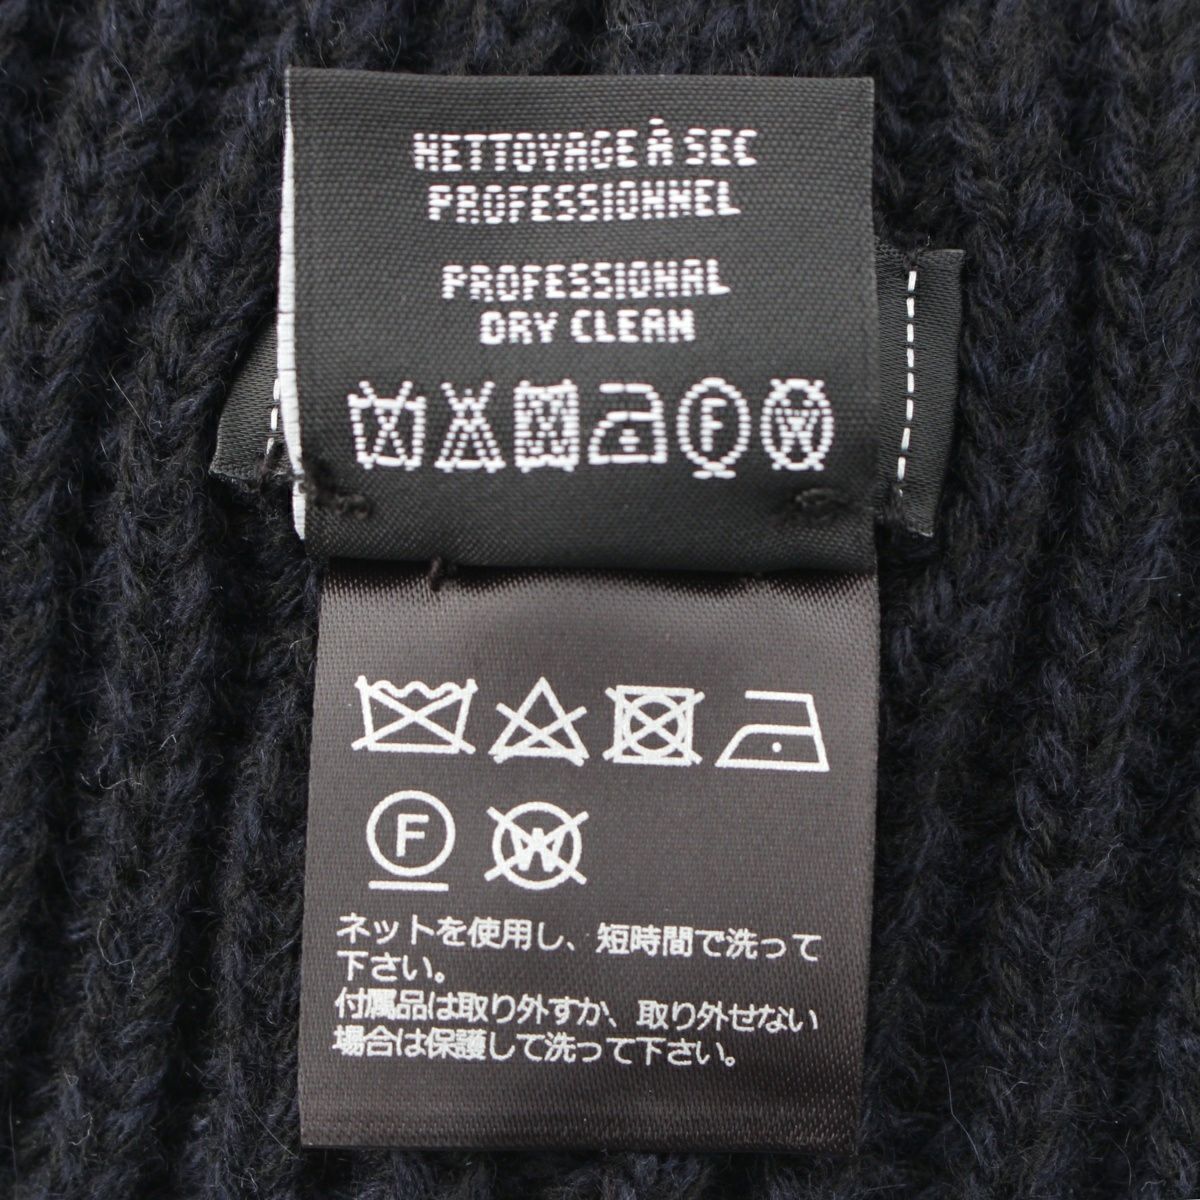 NETTOYAGE À SEC
PROFESSIONNEL
PROFESSIONAL
DRY CLEAN
F W
F W
ネットを使用し、短時間で洗って
下さい。
付属品は取り外すか、取り外せない
場合は保護して洗って下さい。